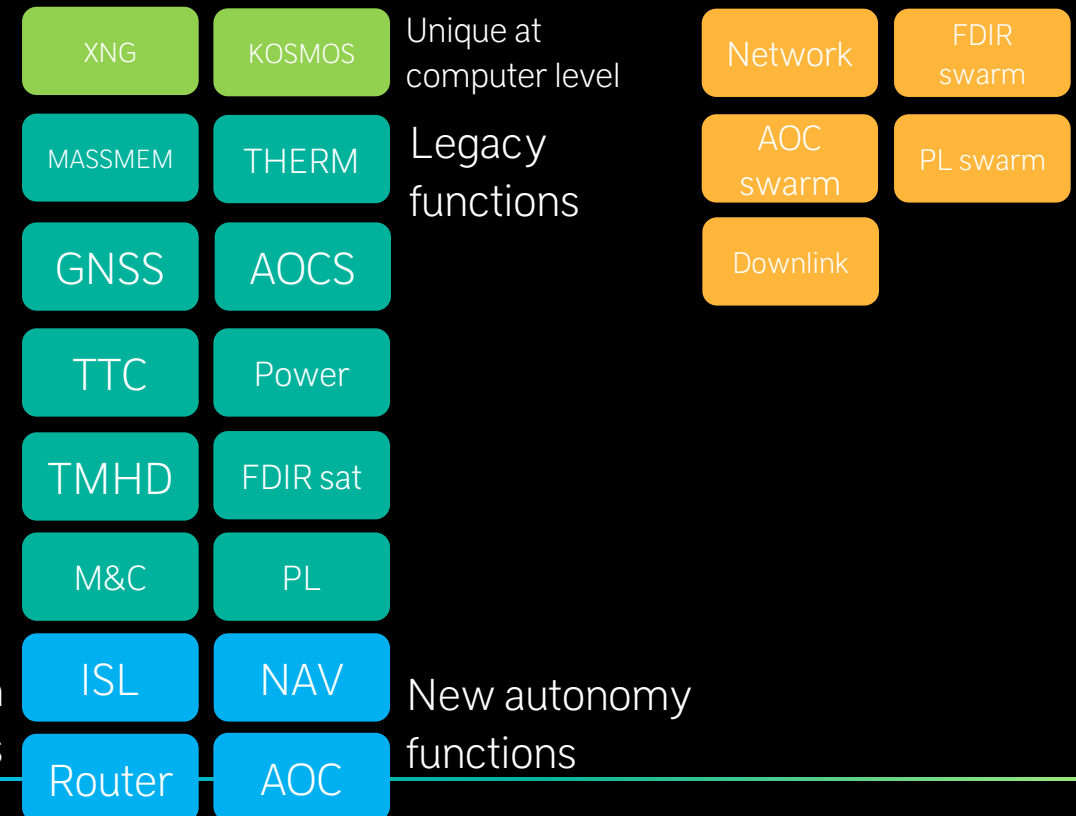 XNG
KOSMOS
Unique at
computer level
Network
FDIR
swarm
MASSMEM
THERM
Legacy
functions
AOC
swarm
PL swarm
GNSS
AOCS
Downlink
TTC
Power
TMHD
FDIR sat
M&C
PL
ISL
NAV
New autonomy
functions
Router
AOC